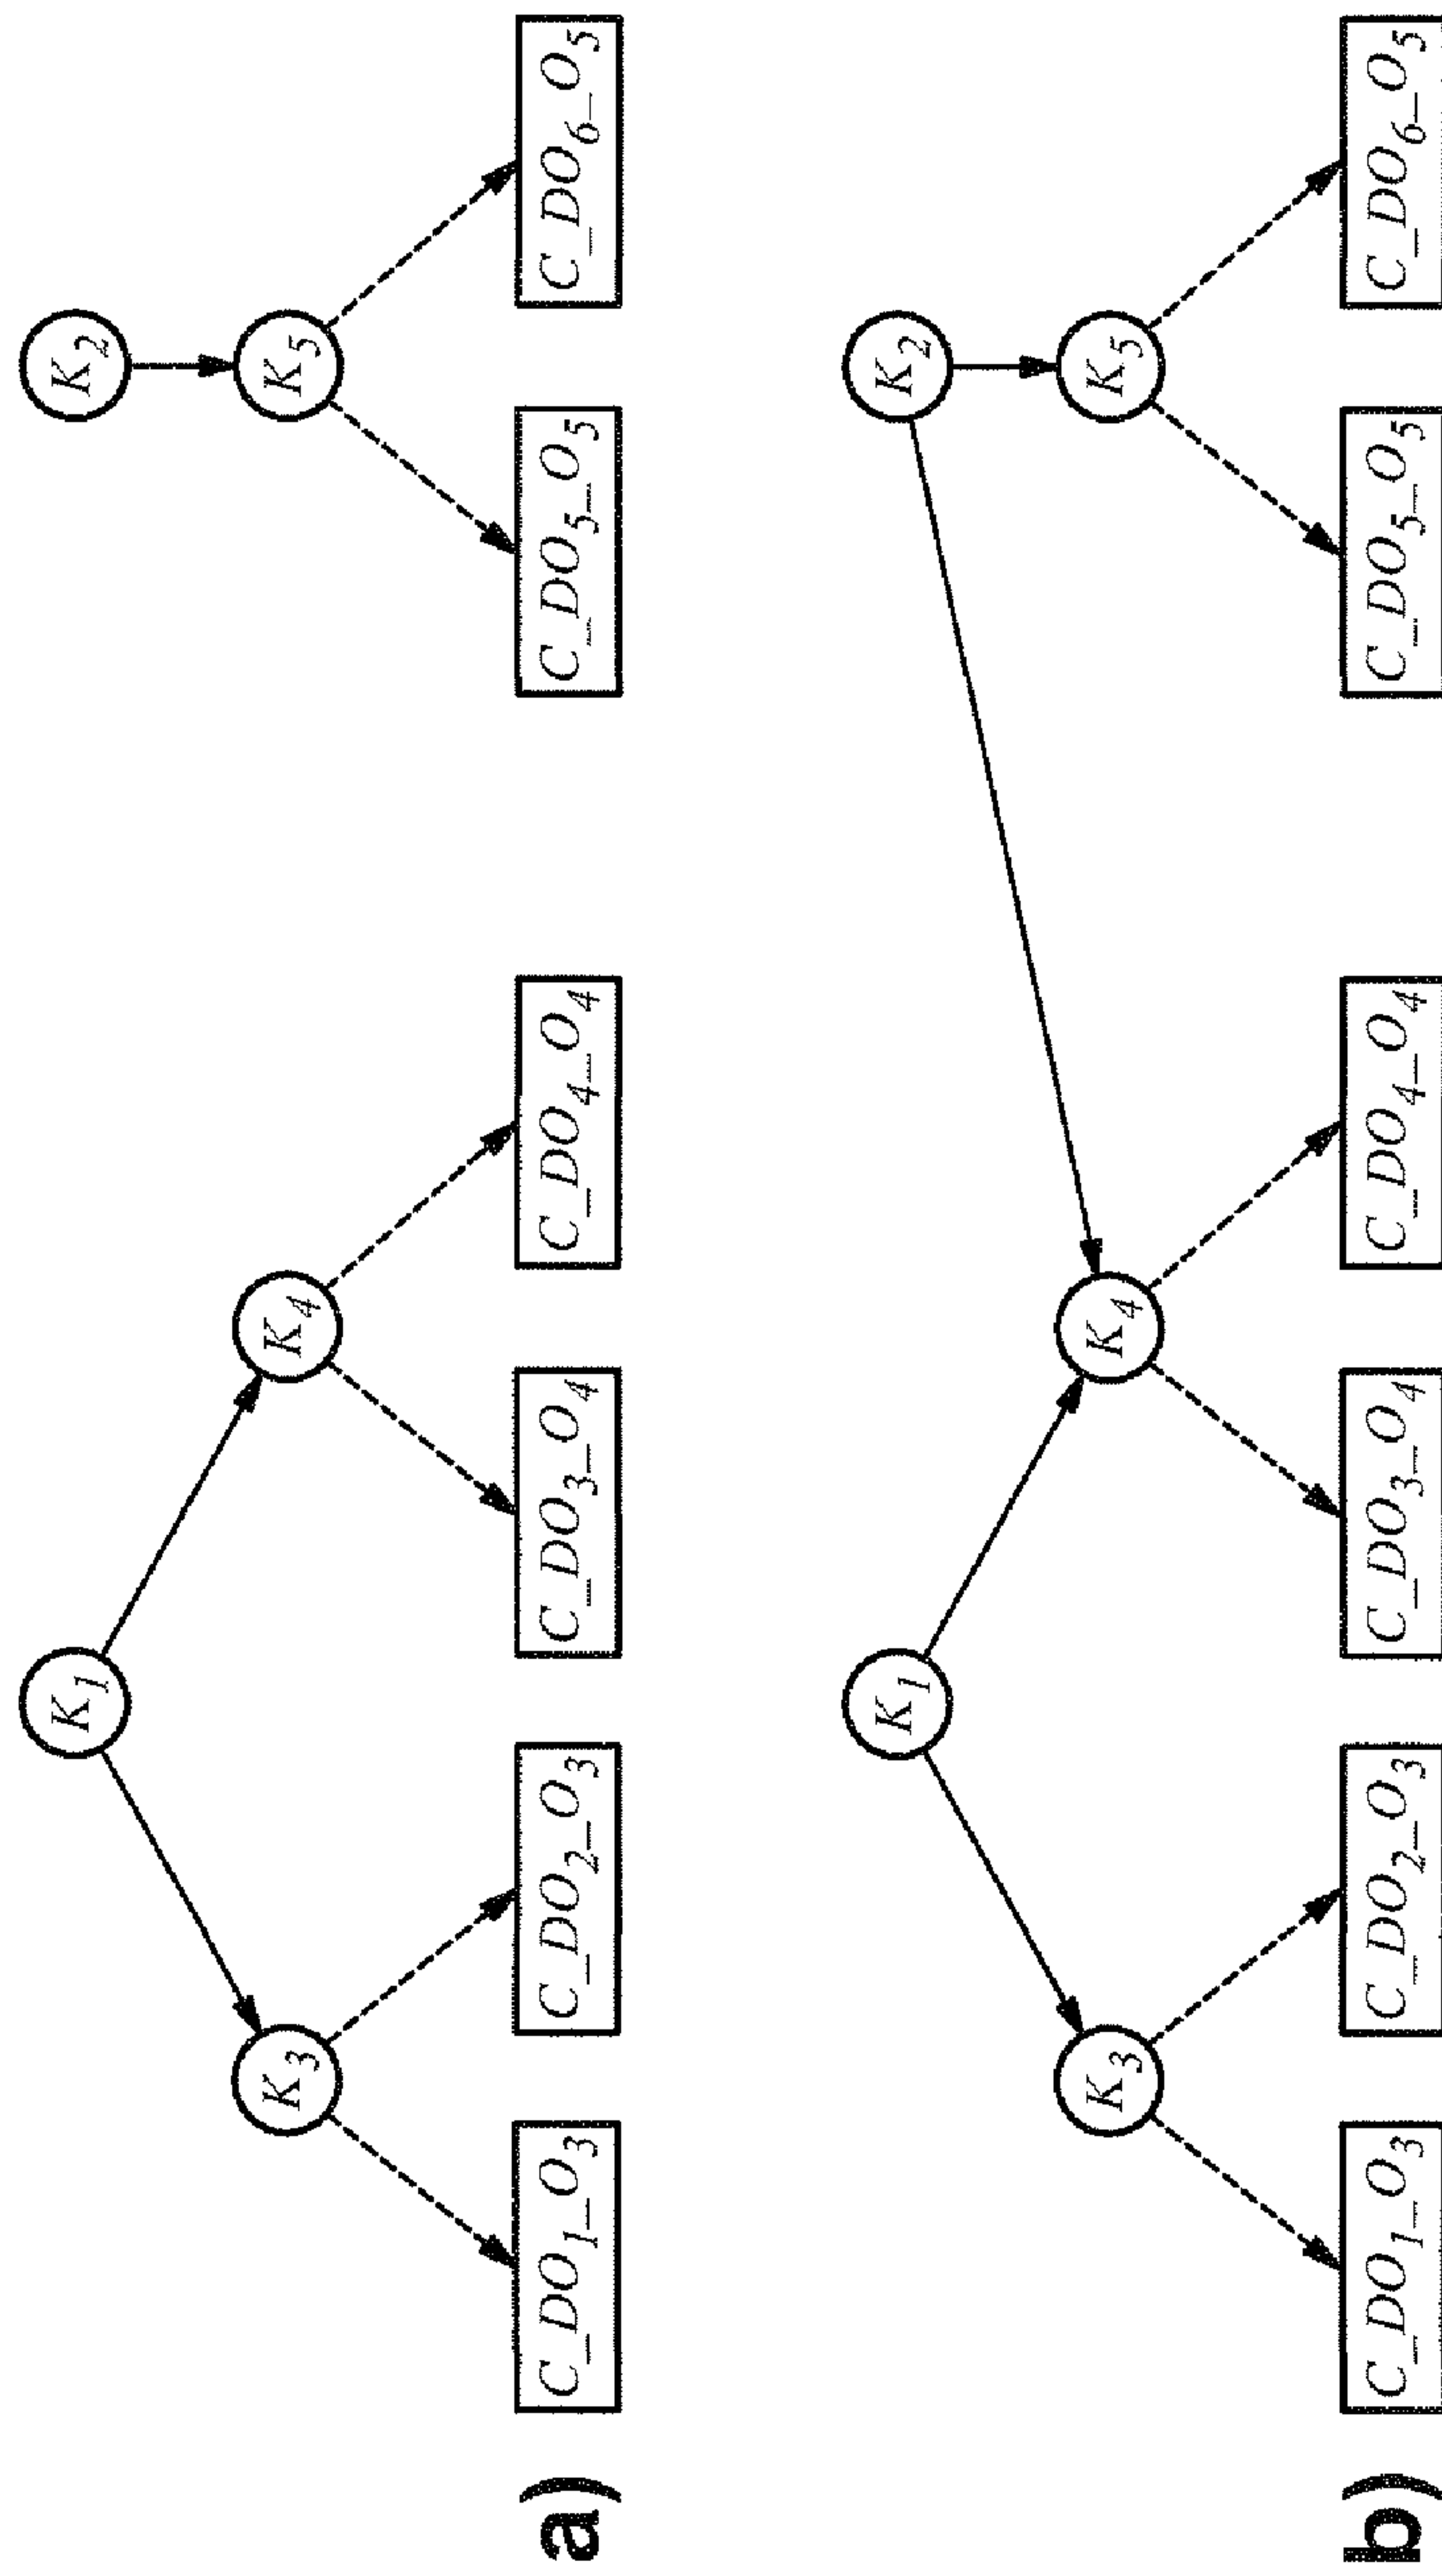 K1
K2
K3
K4
K5
a)
C_DO1_O3
C_DO2_O3
C_DO3_O4
C_DO4_O4
C_DO5_O5
C_DO6_O5
K1
K2
K3
K4
K5
b)
C_DO1_O3
C_DO2_O3
C_DO3_O4
C_DO4_O4
C_DO5_O5
C_DO6_O5